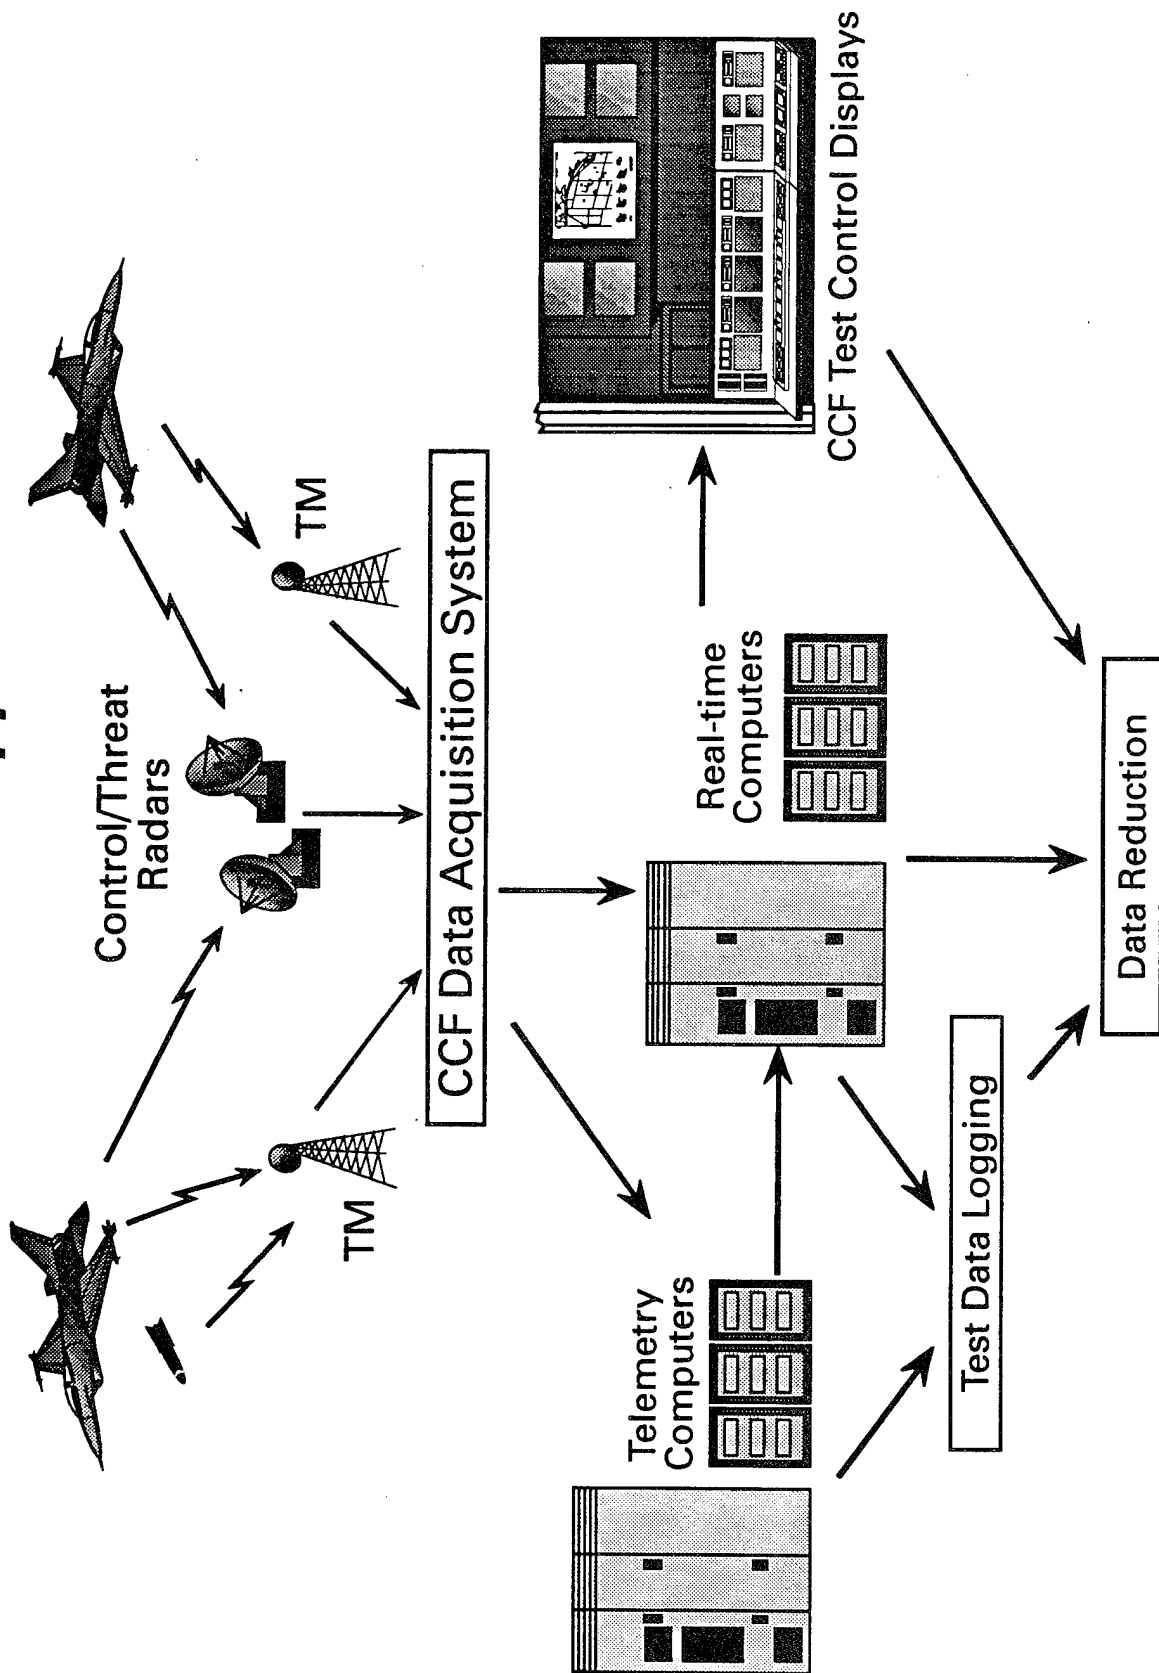 Control/Threat
Radars
TM
TM
CCF Data Acquisition System
Telemetry
Computers
Real-time
Computers
CCF Test Control Displays
Test Data Logging
Data Reduction